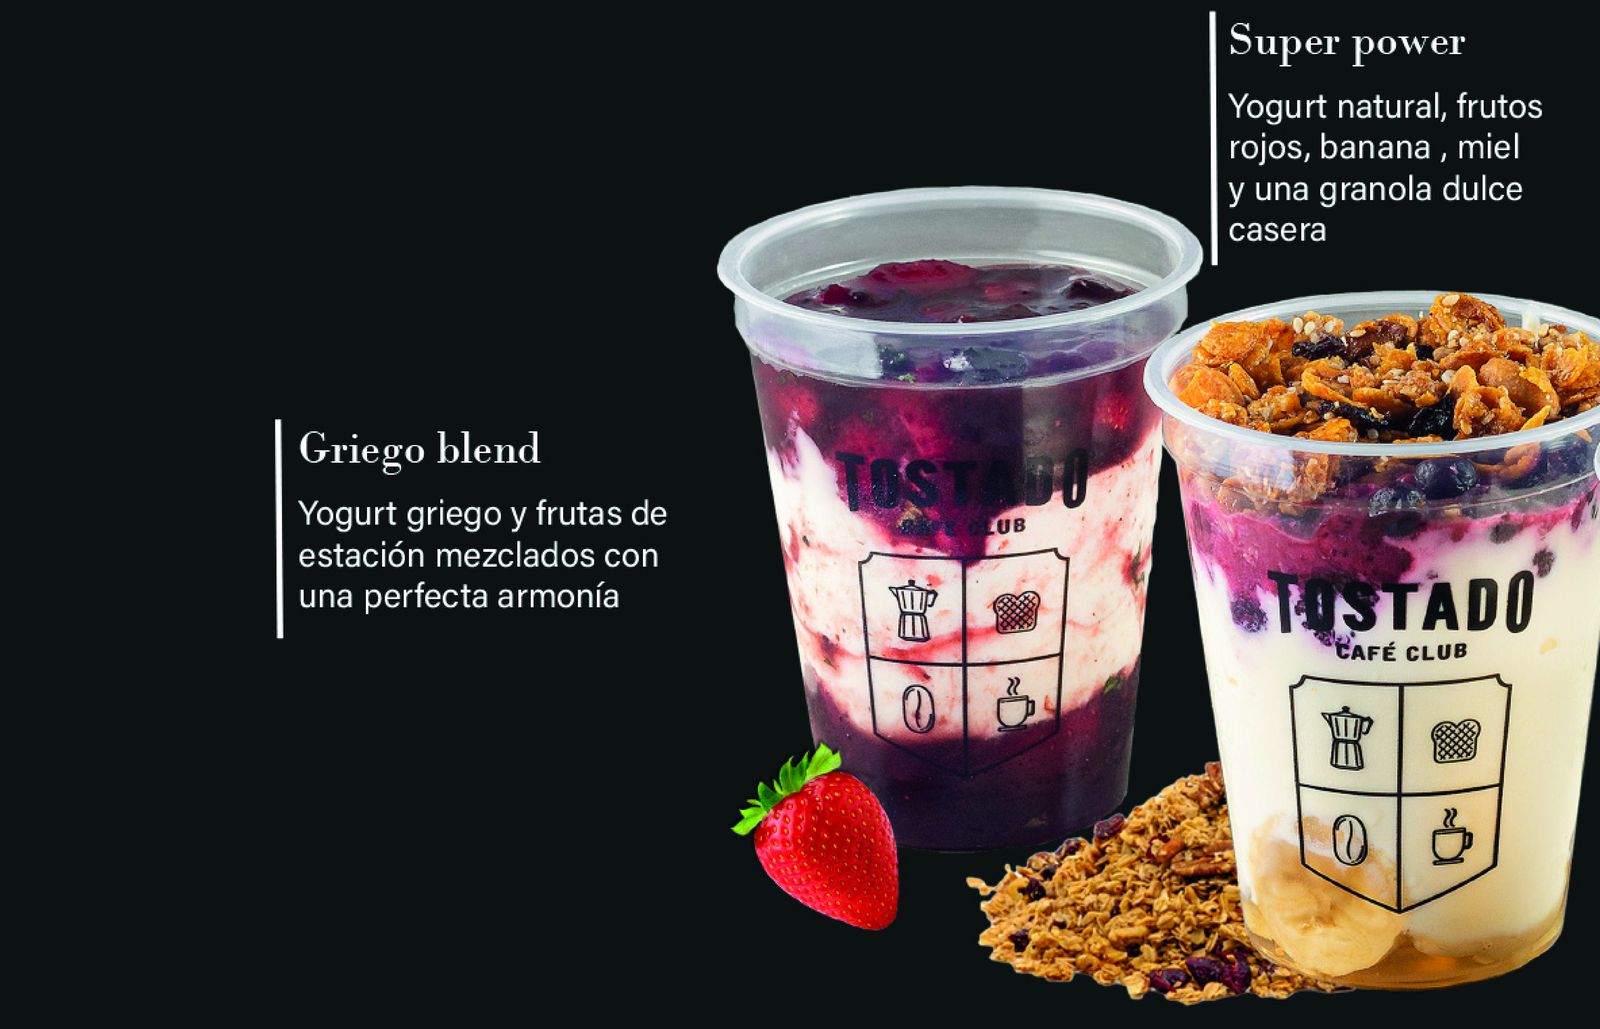 Super power
Yogurt natural, frutos
rojos, banana , miel
y una granola dulce
casera
Griego blend
Yogurt griego y frutas de
estación mezclados con
una perfecta armonía
TOSTADO
CAFÉ CLUB
TOSTADO
CAFÉ CLUB